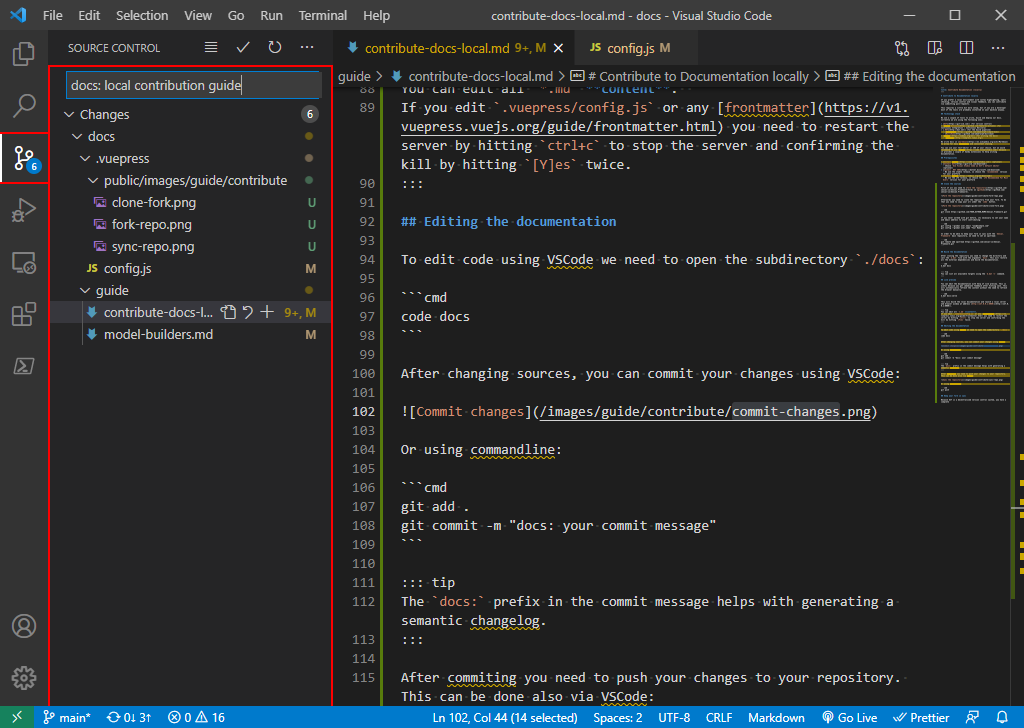 File Edit Selection View Go Run Terminal Help contribute-docs-local.md - docs - Visual Studio Code
SOURCE CONTROL
contribute-docs-local.md 9+, M
JS config.js M
docs: local contribution guide
guide > contribute-docs-local.md > # Contribute to Documentation locally > ## Editing the documentation
Changes 6
docs
.vuepress
public/images/guide/contribute
clone-fork.png U
fork-repo.png U
sync-repo.png U
JS config.js M
guide
contribute-docs-l... 9+, M
model-builders.md M
6
88 You can edit all `.md` ``content``.
89 If you edit `.vuepress/config.js` or any [frontmatter](https://v1.
vuepress.vuejs.org/guide/frontmatter.html) you need to restart the
server by hitting `ctrl+c` to stop the server and confirming the
kill by hitting `[Y]es` twice.
90 :::
91
92 ## Editing the documentation
93
94 To edit code using VSCode we need to open the subdirectory `./docs`:
95
96 ```cmd
97 code docs
98 ```
99
100 After changing sources, you can commit your changes using VSCode:
101
102 ![Commit changes](/images/guide/contribute/commit-changes.png)
103
104 Or using commandline:
105
106 ```cmd
107 git add .
108 git commit -m "docs: your commit message"
109 ```
110
111 ::: tip
112 The `docs:` prefix in the commit message helps with generating a
semantic changelog.
113 :::
114
115 After commiting you need to push your changes to your repository.
This can be done also via VSCode:
main* 0↓ 3↑ 0 16 Ln 102, Col 44 (14 selected) Spaces: 2 UTF-8 CRLF Markdown Go Live Prettier